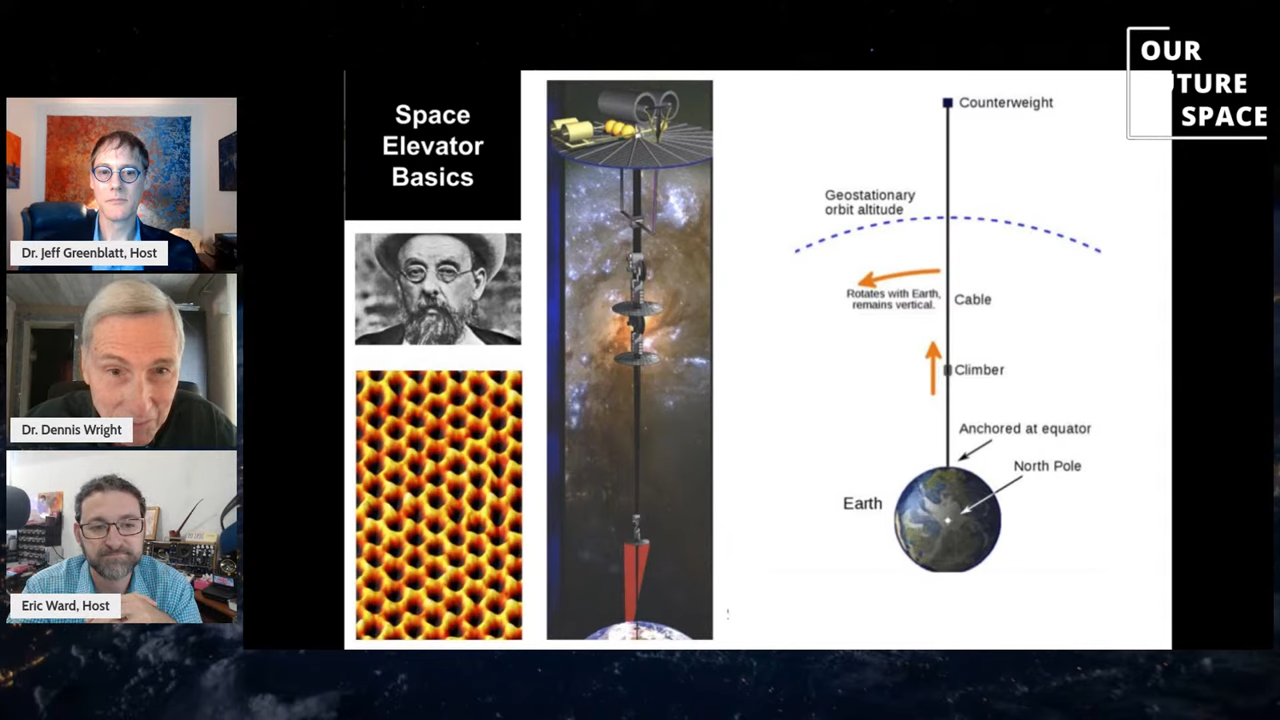 OUR
FUTURE
SPACE
Space
Elevator
Basics
Counterweight
Geostationary
orbit altitude
Rotates with Earth,
remains vertical.
Cable
Climber
Anchored at equator
North Pole
Earth
Dr. Jeff Greenblatt, Host
Dr. Dennis Wright
Eric Ward, Host